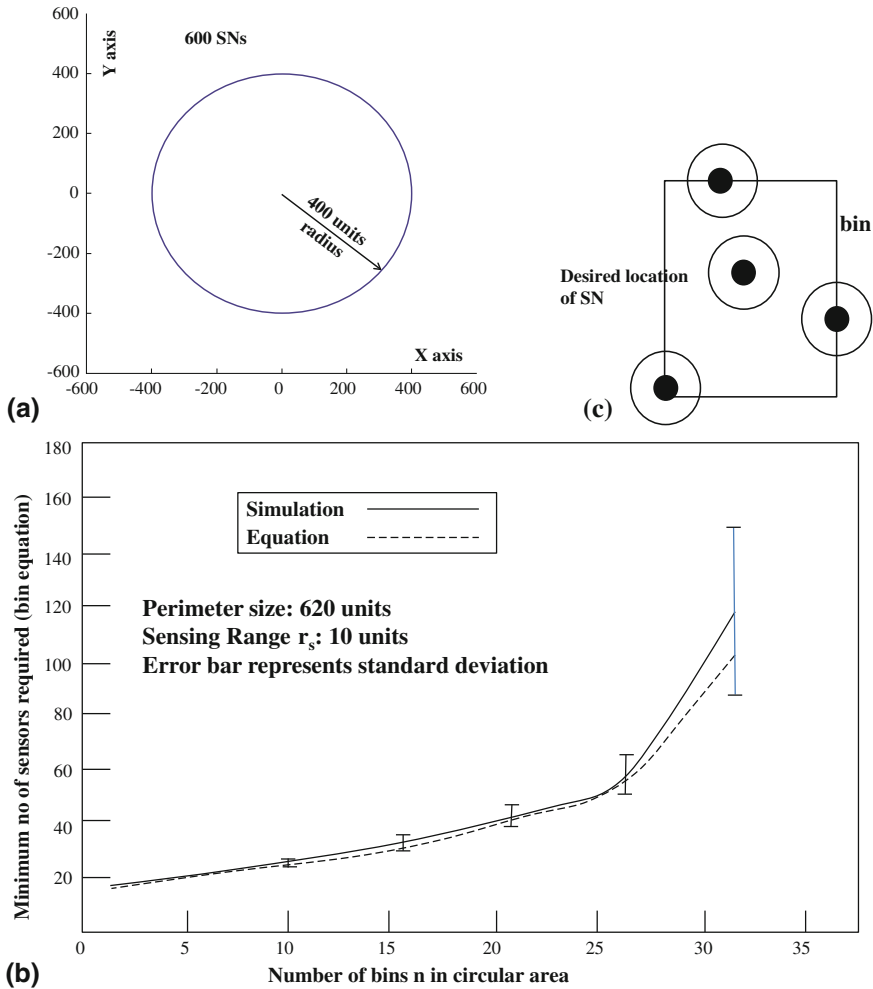 600
600 SNs
Y axis
400
200
0
-200
-400
-600
400 units
radius
X axis
-600
-400
-200
0
200
400
600
(a)
bin
Desired location
of SN
(c)
180
160
140
120
100
80
60
40
20
Minimum no of sensors required (bin equation)
Simulation
Equation
Perimeter size: 620 units
Sensing Range rs: 10 units
Error bar represents standard deviation
0
5
10
15
20
25
30
35
(b)
Number of bins n in circular area